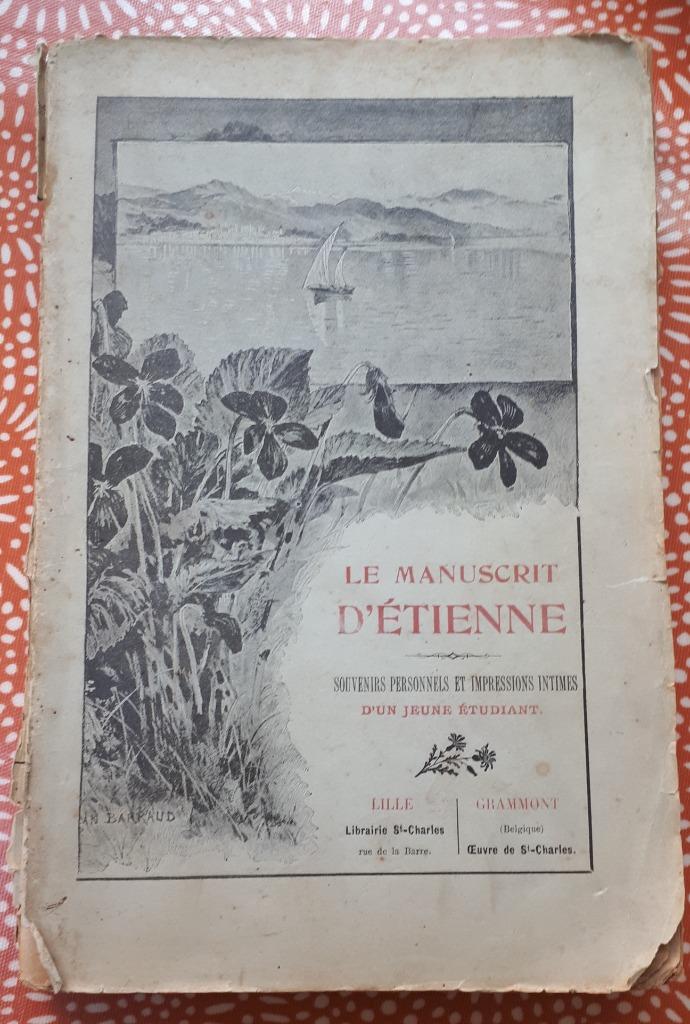 LE MANUSCRIT
D'ÉTIENNE
SOUVENIRS PERSONNELS ET IMPRESSIONS INTIMES
D'UN JEUNE ÉTUDIANT.
LILLE
Librairie St-Charles
rue de la Barre.
GRAMMONT
(Belgique)
Œuvre de St-Charles.
BARRAUD